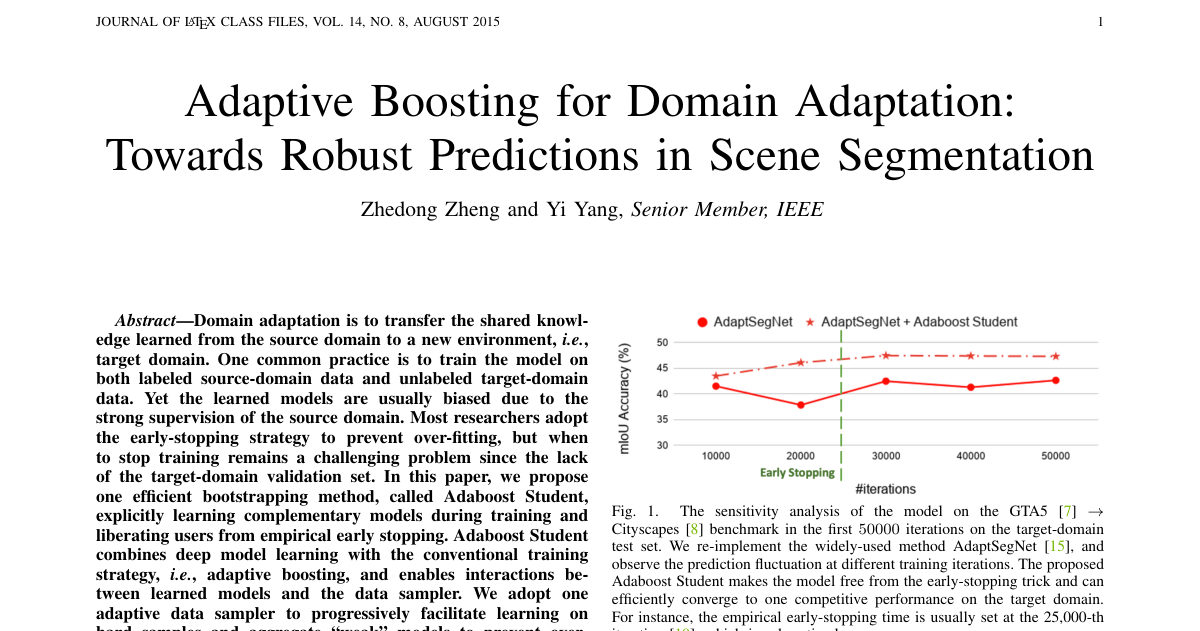 JOURNAL OF LATEX CLASS FILES, VOL. 14, NO. 8, AUGUST 2015
1
Adaptive Boosting for Domain Adaptation:
Towards Robust Predictions in Scene Segmentation
Zhedong Zheng and Yi Yang, Senior Member, IEEE
Abstract—Domain adaptation is to transfer the shared knowl-
edge learned from the source domain to a new environment, i.e.,
target domain. One common practice is to train the model on
both labeled source-domain data and unlabeled target-domain
data. Yet the learned models are usually biased due to the
strong supervision of the source domain. Most researchers adopt
the early-stopping strategy to prevent over-fitting, but when
to stop training remains a challenging problem since the lack
of the target-domain validation set. In this paper, we propose
one efficient bootstrapping method, called Adaboost Student,
explicitly learning complementary models during training and
liberating users from empirical early stopping. Adaboost Student
combines deep model learning with the conventional training
strategy, i.e., adaptive boosting, and enables interactions be-
tween learned models and the data sampler. We adopt one
adaptive data sampler to progressively facilitate learning on
hard samples and aggregate “weak” models to prevent over-
AdaptSegNet
AdaptSegNet + Adaboost Student
mIoU Accuracy (%)
50
45
40
35
30
10000
20000
30000
40000
50000
Early Stopping
#iterations
Fig. 1. The sensitivity analysis of the model on the GTA5 [7] →
Cityscapes [8] benchmark in the first 50000 iterations on the target-domain
test set. We re-implement the widely-used method AdaptSegNet [15], and
observe the prediction fluctuation at different training iterations. The proposed
Adaboost Student makes the model free from the early-stopping trick and can
efficiently converge to one competitive performance on the target domain.
For instance, the empirical early-stopping time is usually set at the 25,000-th